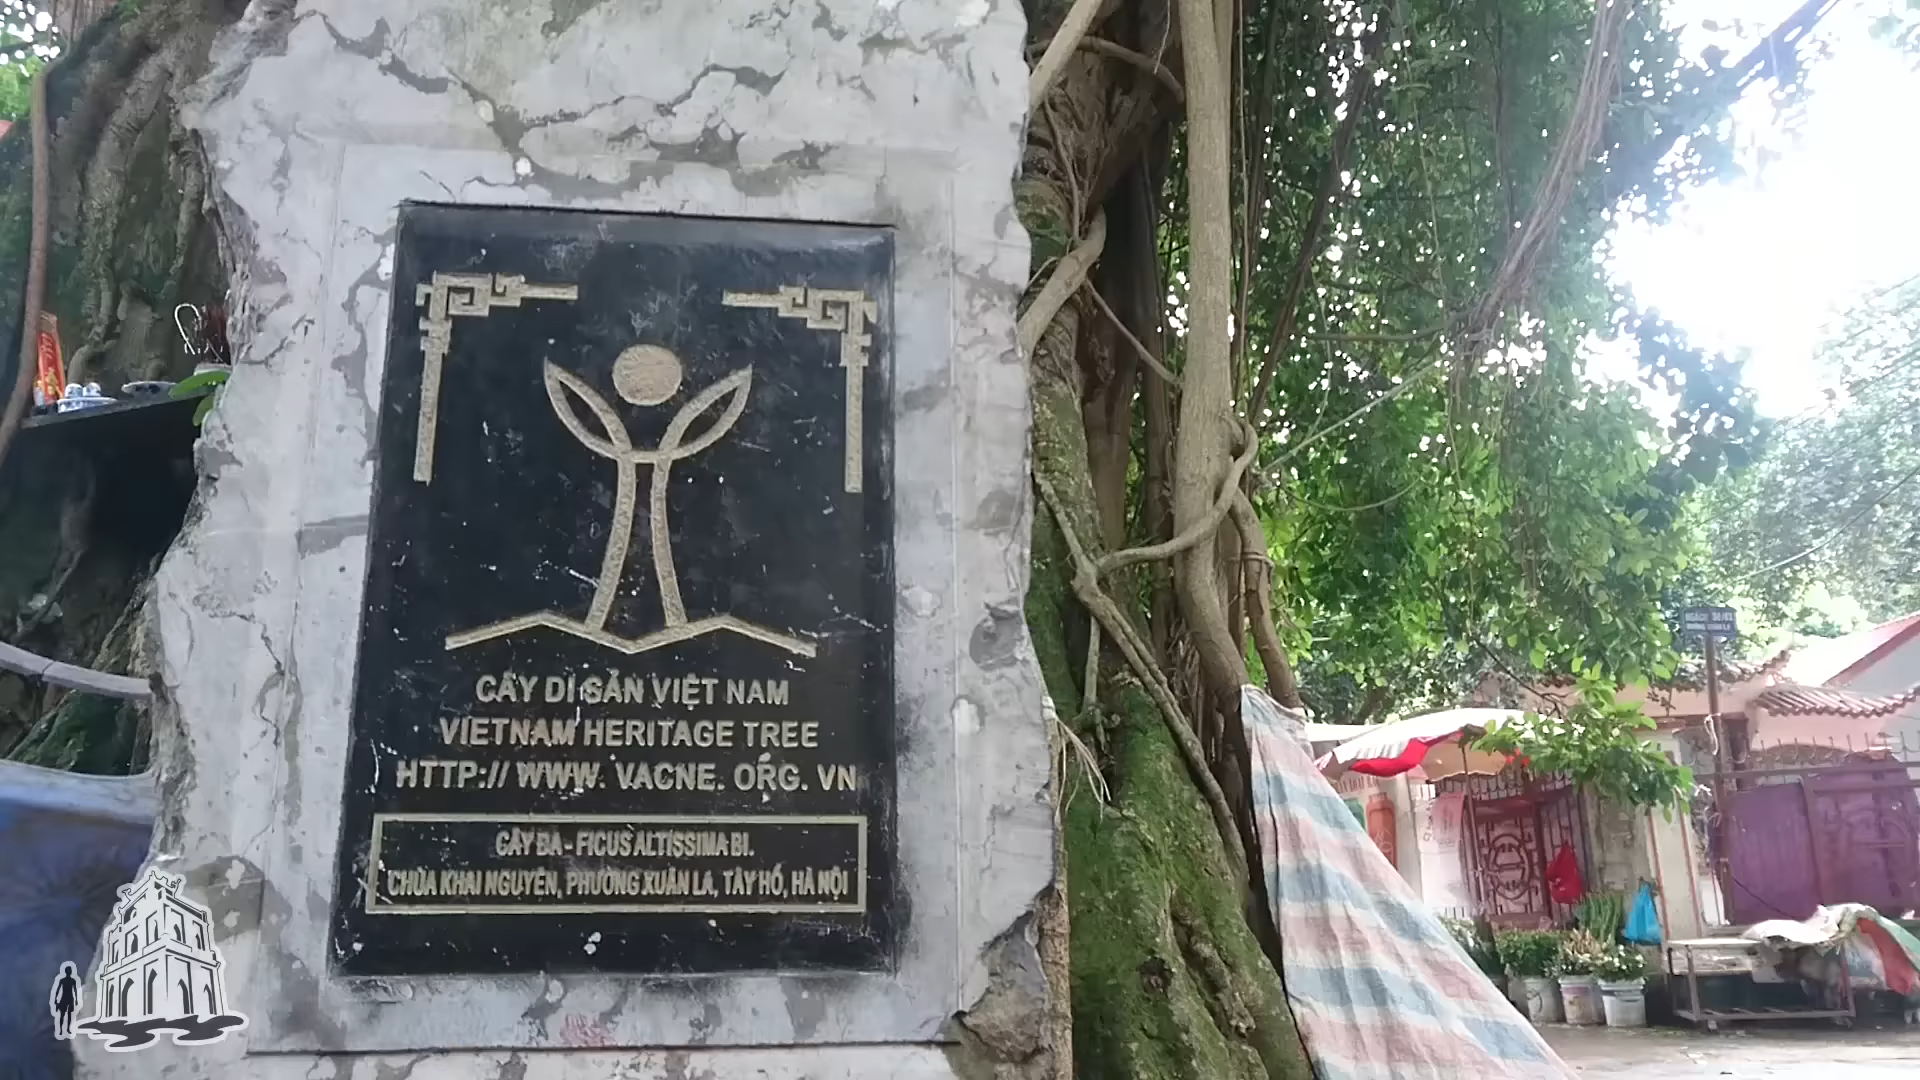 CÂY DI SẢN VIỆT NAM
VIETNAM HERITAGE TREE
HTTP:// WWW. VACNE. ORG. VN
CÂY ĐA - FICUS ALTISSIMA BI.
CHÙA KHAI NGUYÊN, PHƯỜNG XUÂN LA, TÂY HỒ, HÀ NỘI